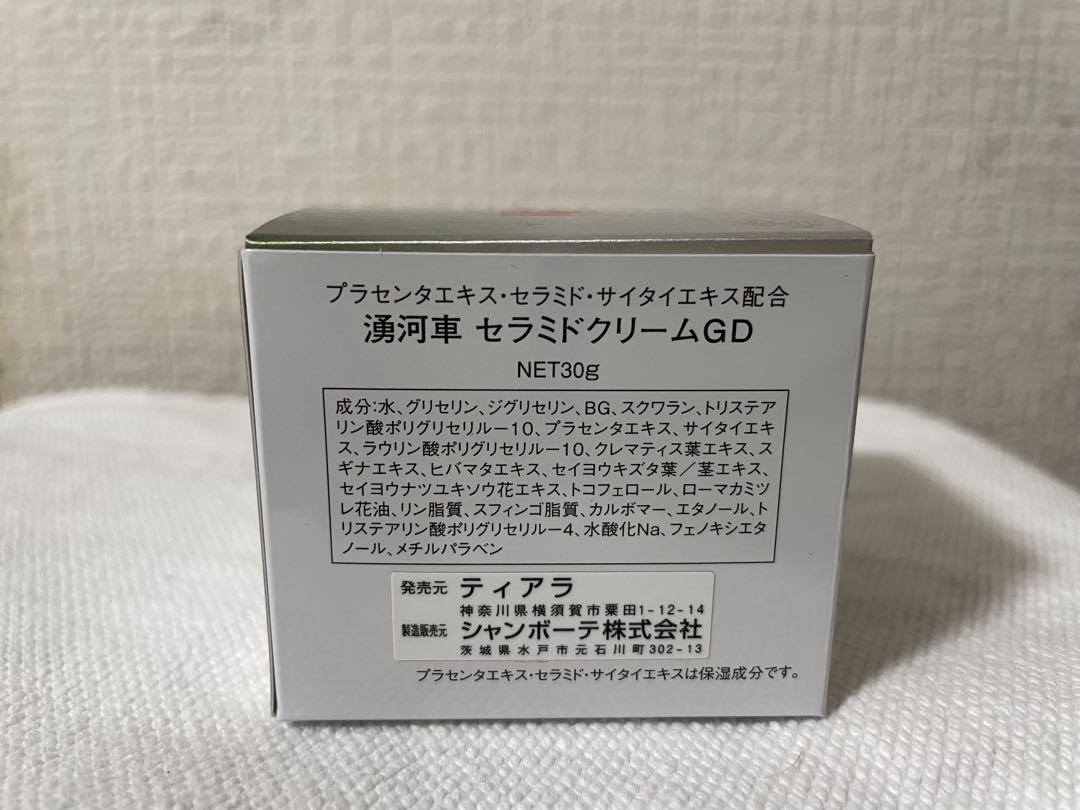 プラセンタエキス・セラミド・サイタイエキス配合
湧河車 セラミドクリームGD
NET30g
成分:水、グリセリン、ジグリセリン、BG、スクワラン、トリステア
リン酸ポリグリセリルー10、プラセンタエキス、サイタイエキ
ス、ラウリン酸ポリグリセリルー10、クレマティス葉エキス、ス
ギナエキス、ヒバマタエキス、セイヨウキズタ葉/茎エキス、
セイヨウナツユキソウ花エキス、トコフェロール、ローマカミツ
レ花油、リン脂質、スフィンゴ脂質、カルボマー、エタノール、ト
リステアリン酸ポリグリセリルー4、水酸化Na、フェノキシエタ
ノール、メチルパラベン
発売元 ティアラ
神奈川県横須賀市粟田1-12-14
製造販売元 シャンボーテ株式会社
茨城県水戸市元石川町302-13
プラセンタエキス・セラミド・サイタイエキスは保湿成分です。